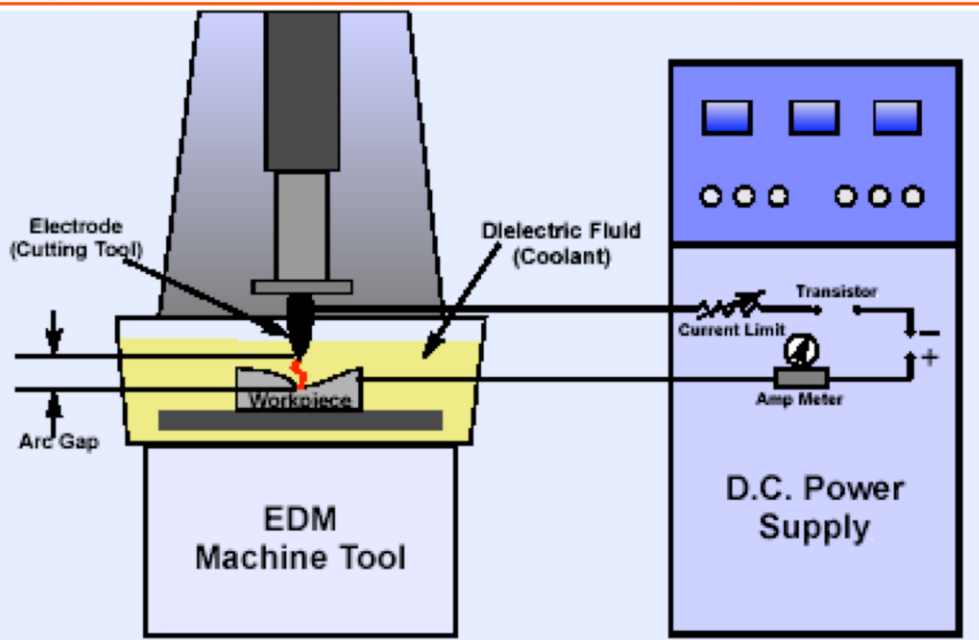 Electrode
(Cutting Tool)
Dielectric Fluid
(Coolant)
Transistor
Current Limit
−
+
Workpiece
Amp Meter
Arc Gap
EDM
Machine Tool
D.C. Power
Supply